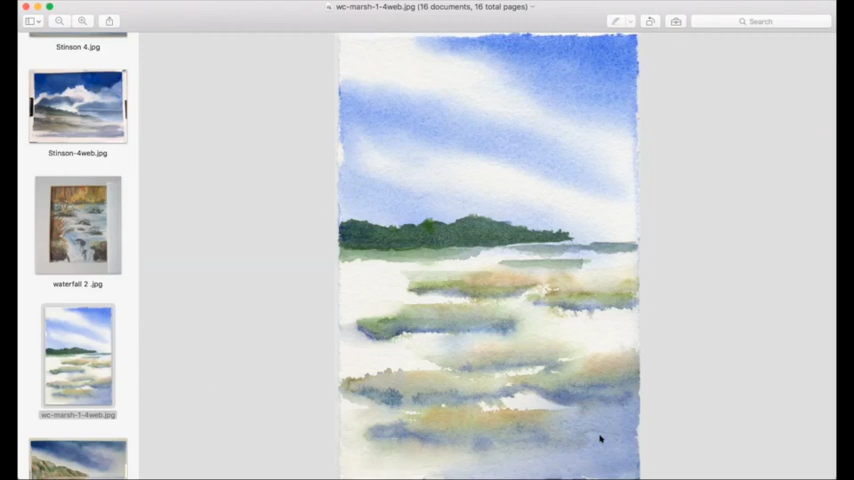 wc-marsh-1-4web.jpg (16 documents, 16 total pages)
Search
Stinson 4.jpg
Stinson-4web.jpg
waterfall 2 .jpg
wc-marsh-1-4web.jpg